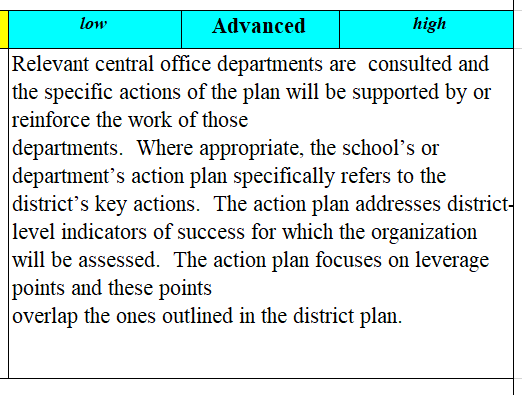 low Advanced high
Relevant central office departments are consulted and
the specific actions of the plan will be supported by or
reinforce the work of those
departments. Where appropriate, the school's or
department's action plan specifically refers to the
district's key actions. The action plan addresses district-
level indicators of success for which the organization
will be assessed. The action plan focuses on leverage
points and these points
overlap the ones outlined in the district plan.